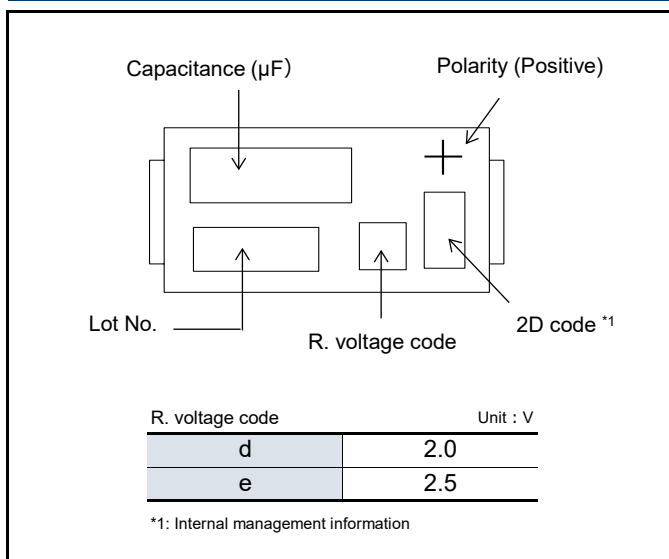 Capacitance (μF) Polarity (Positive)
+
Lot No.
R. voltage code
2D code *1
R. voltage code Unit : V
d 2.0
e 2.5
*1: Internal management information